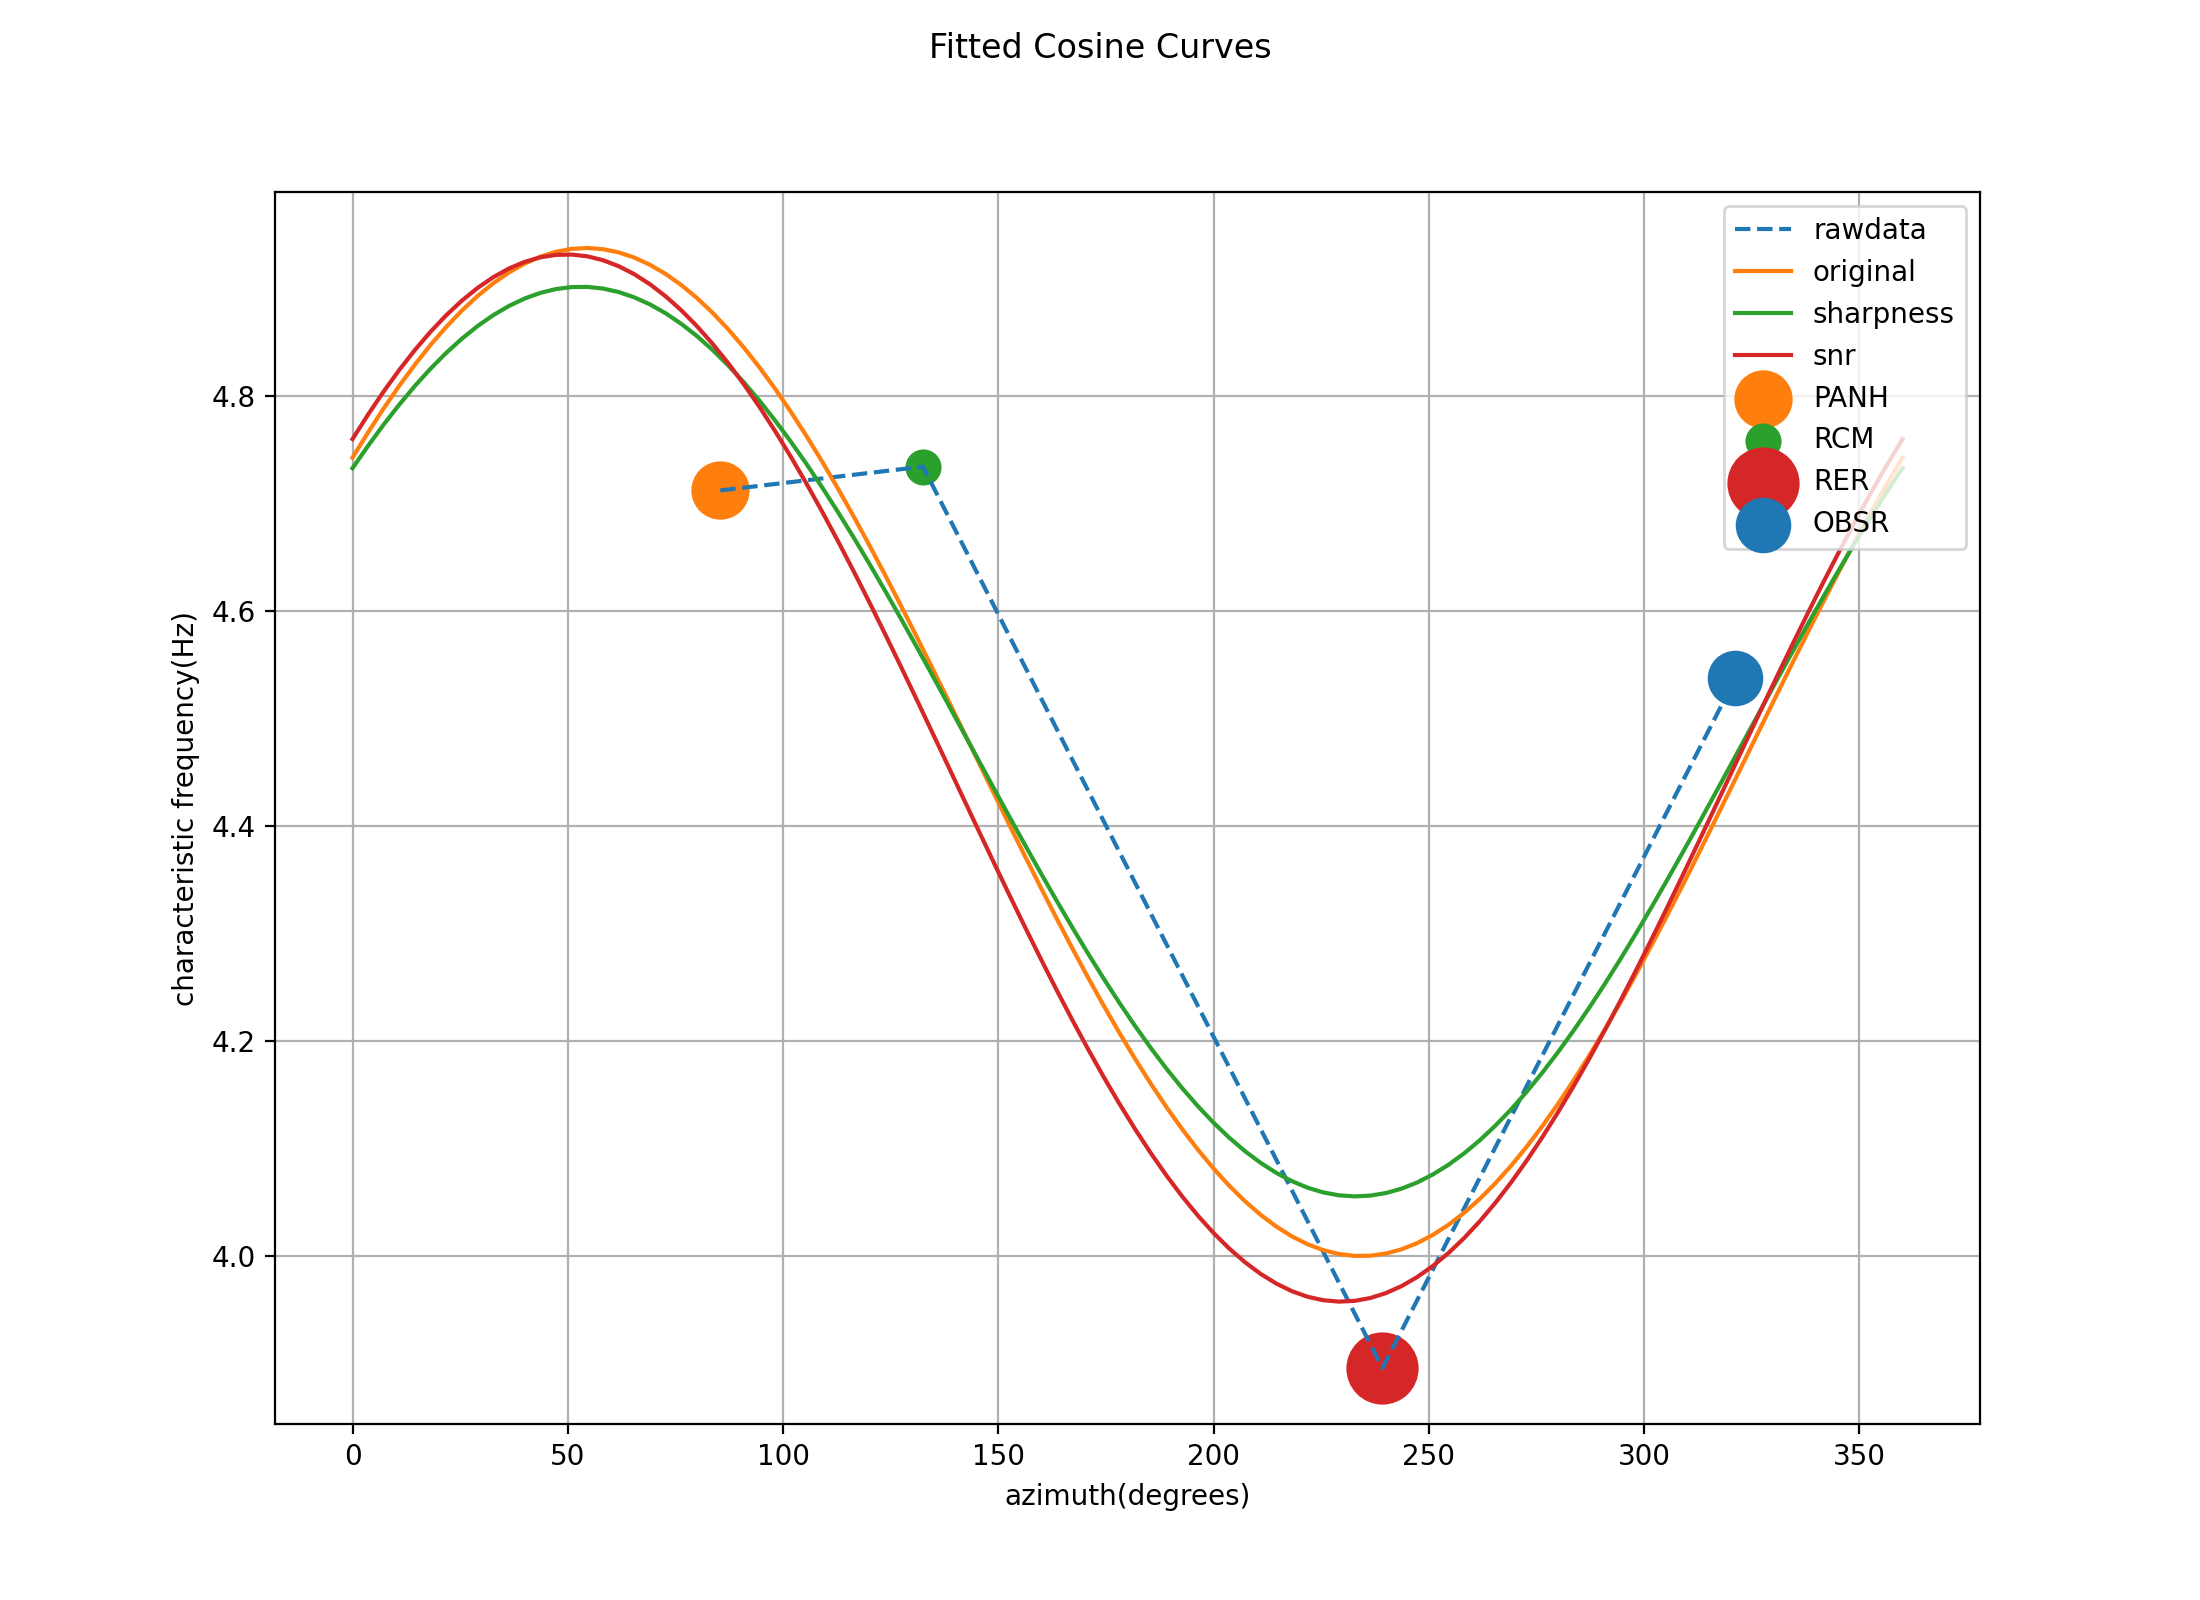 Fitted Cosine Curves
rawdata
original
sharpness
snr
PANH
RCM
RER
OBSR
characteristic frequency(Hz)
4.8
4.6
4.4
4.2
4.0
0 50 100 150 200 250 300 350
azimuth(degrees)